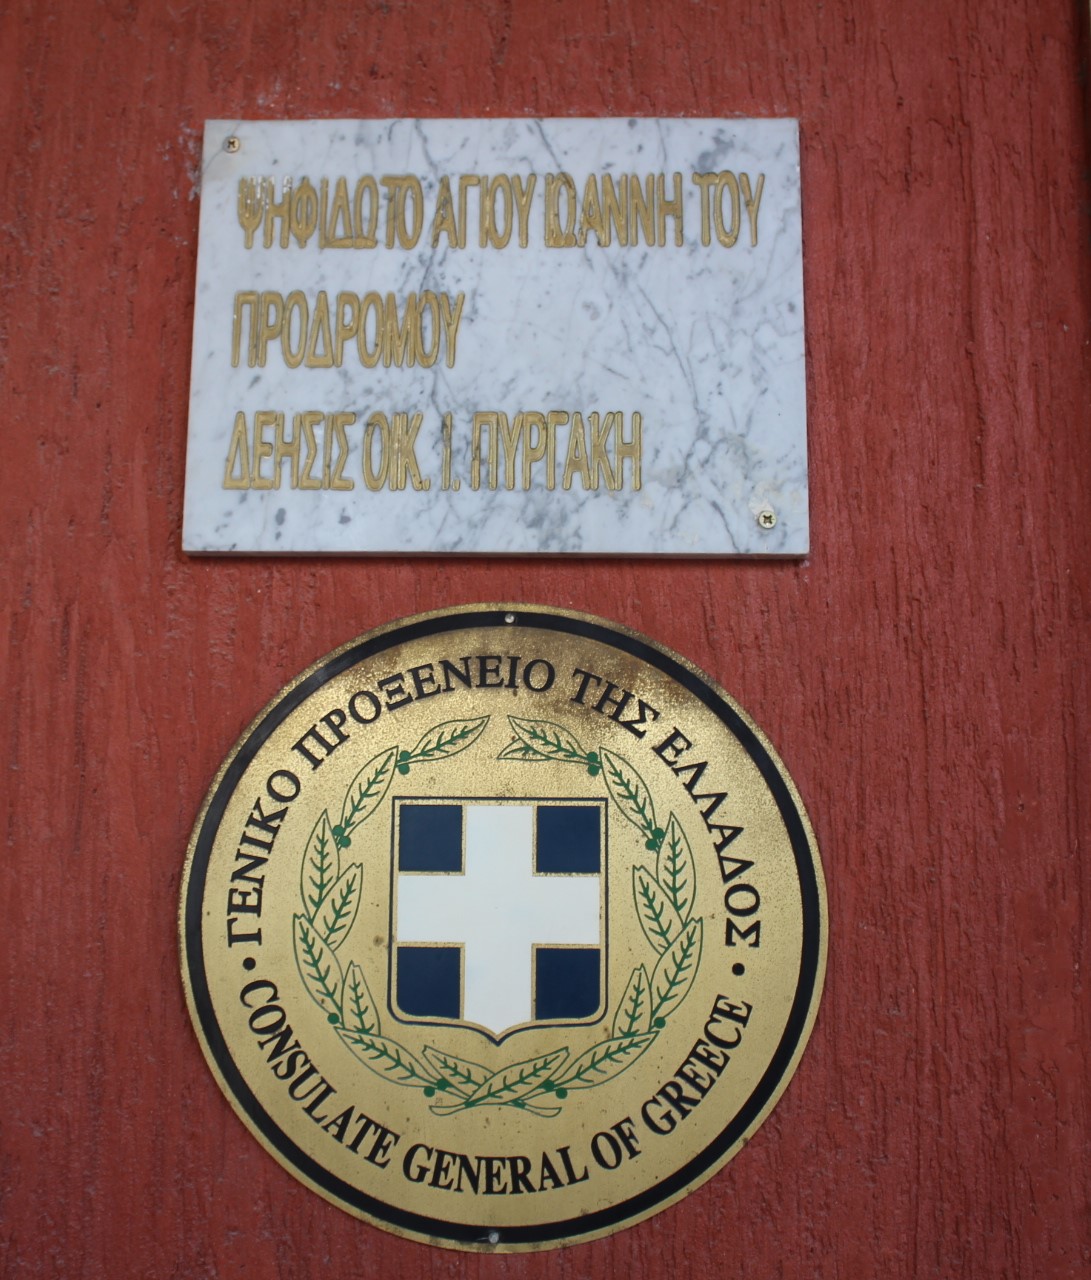 ΨΗΦΙΔΩΤΟ ΑΓΙΟΥ ΙΩΑΝΝΗ ΤΟΥ
ΠΡΟΔΡΟΜΟΥ
ΔΕΗΣΙΣ ΟΙΚ. Ι. ΠΥΡΓΑΚΗ
ΓΕΝΙΚΟ ΠΡΟΞΕΝΕΙΟ ΤΗΣ ΕΛΛΑΔΟΣ
CONSULATE GENERAL OF GREECE